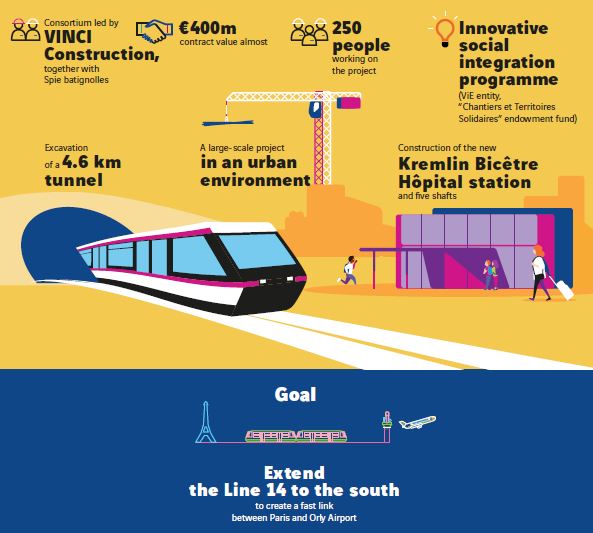 Consortium led by
VINCI
Construction,
together with
Spie batignolles
€400m
contract value almost
250
people
working on
the project
Innovative
social
integration
programme
(ViE entity,
“Chantiers et Territoires
Solidaires” endowment fund)
Excavation
of a 4.6 km
tunnel
A large-scale project
in an urban
environment
Construction of the new
Kremlin Bicêtre
Hôpital station
and five shafts
Goal
Extend
the Line 14 to the south
to create a fast link
between Paris and Orly Airport